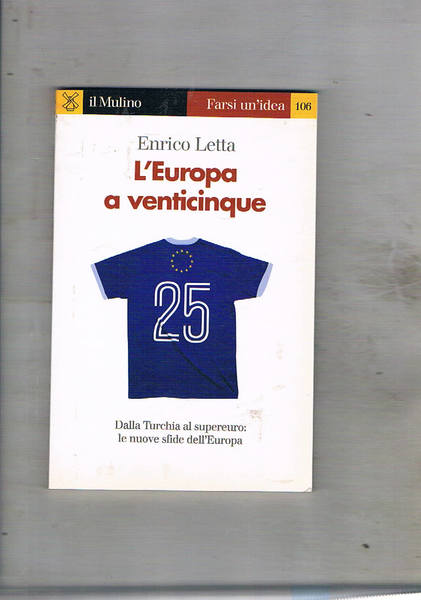 il Mulino Farsi un'idea 106
Enrico Letta
L'Europa
a venticinque
25
Dalla Turchia al supereuro:
le nuove sfide dell'Europa